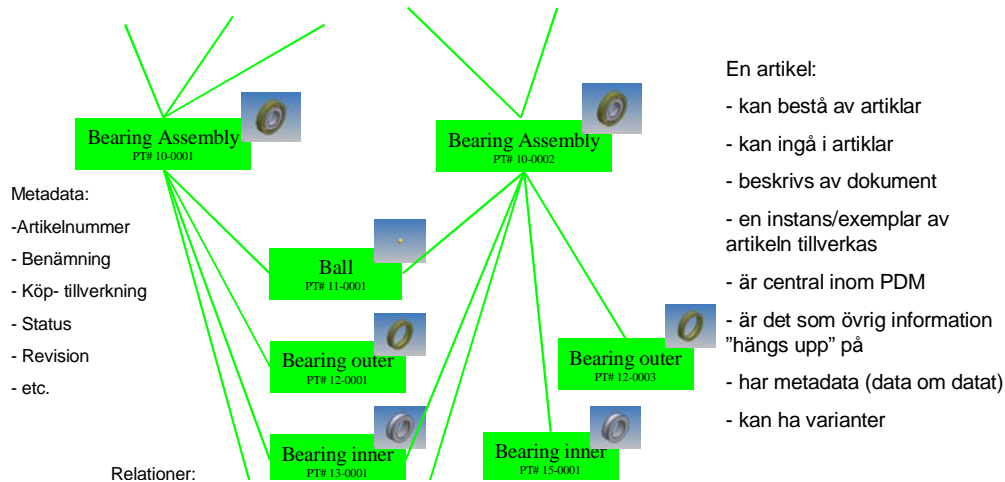 Bearing Assembly
PT# 10-0001
Bearing Assembly
PT# 10-0002
Metadata:
-Artikelnummer
- Benämning
- Köp- tillverkning
- Status
- Revision
- etc.
Ball
PT# 11-0001
Bearing outer
PT# 12-0001
Bearing outer
PT# 12-0003
Bearing inner
PT# 13-0001
Bearing inner
PT# 15-0001
Relationer:
En artikel:
- kan bestå av artiklar
- kan ingå i artiklar
- beskrivs av dokument
- en instans/exemplar av
artikeln tillverkas
- är central inom PDM
- är det som övrig information
”hängs upp” på
- har metadata (data om datat)
- kan ha varianter